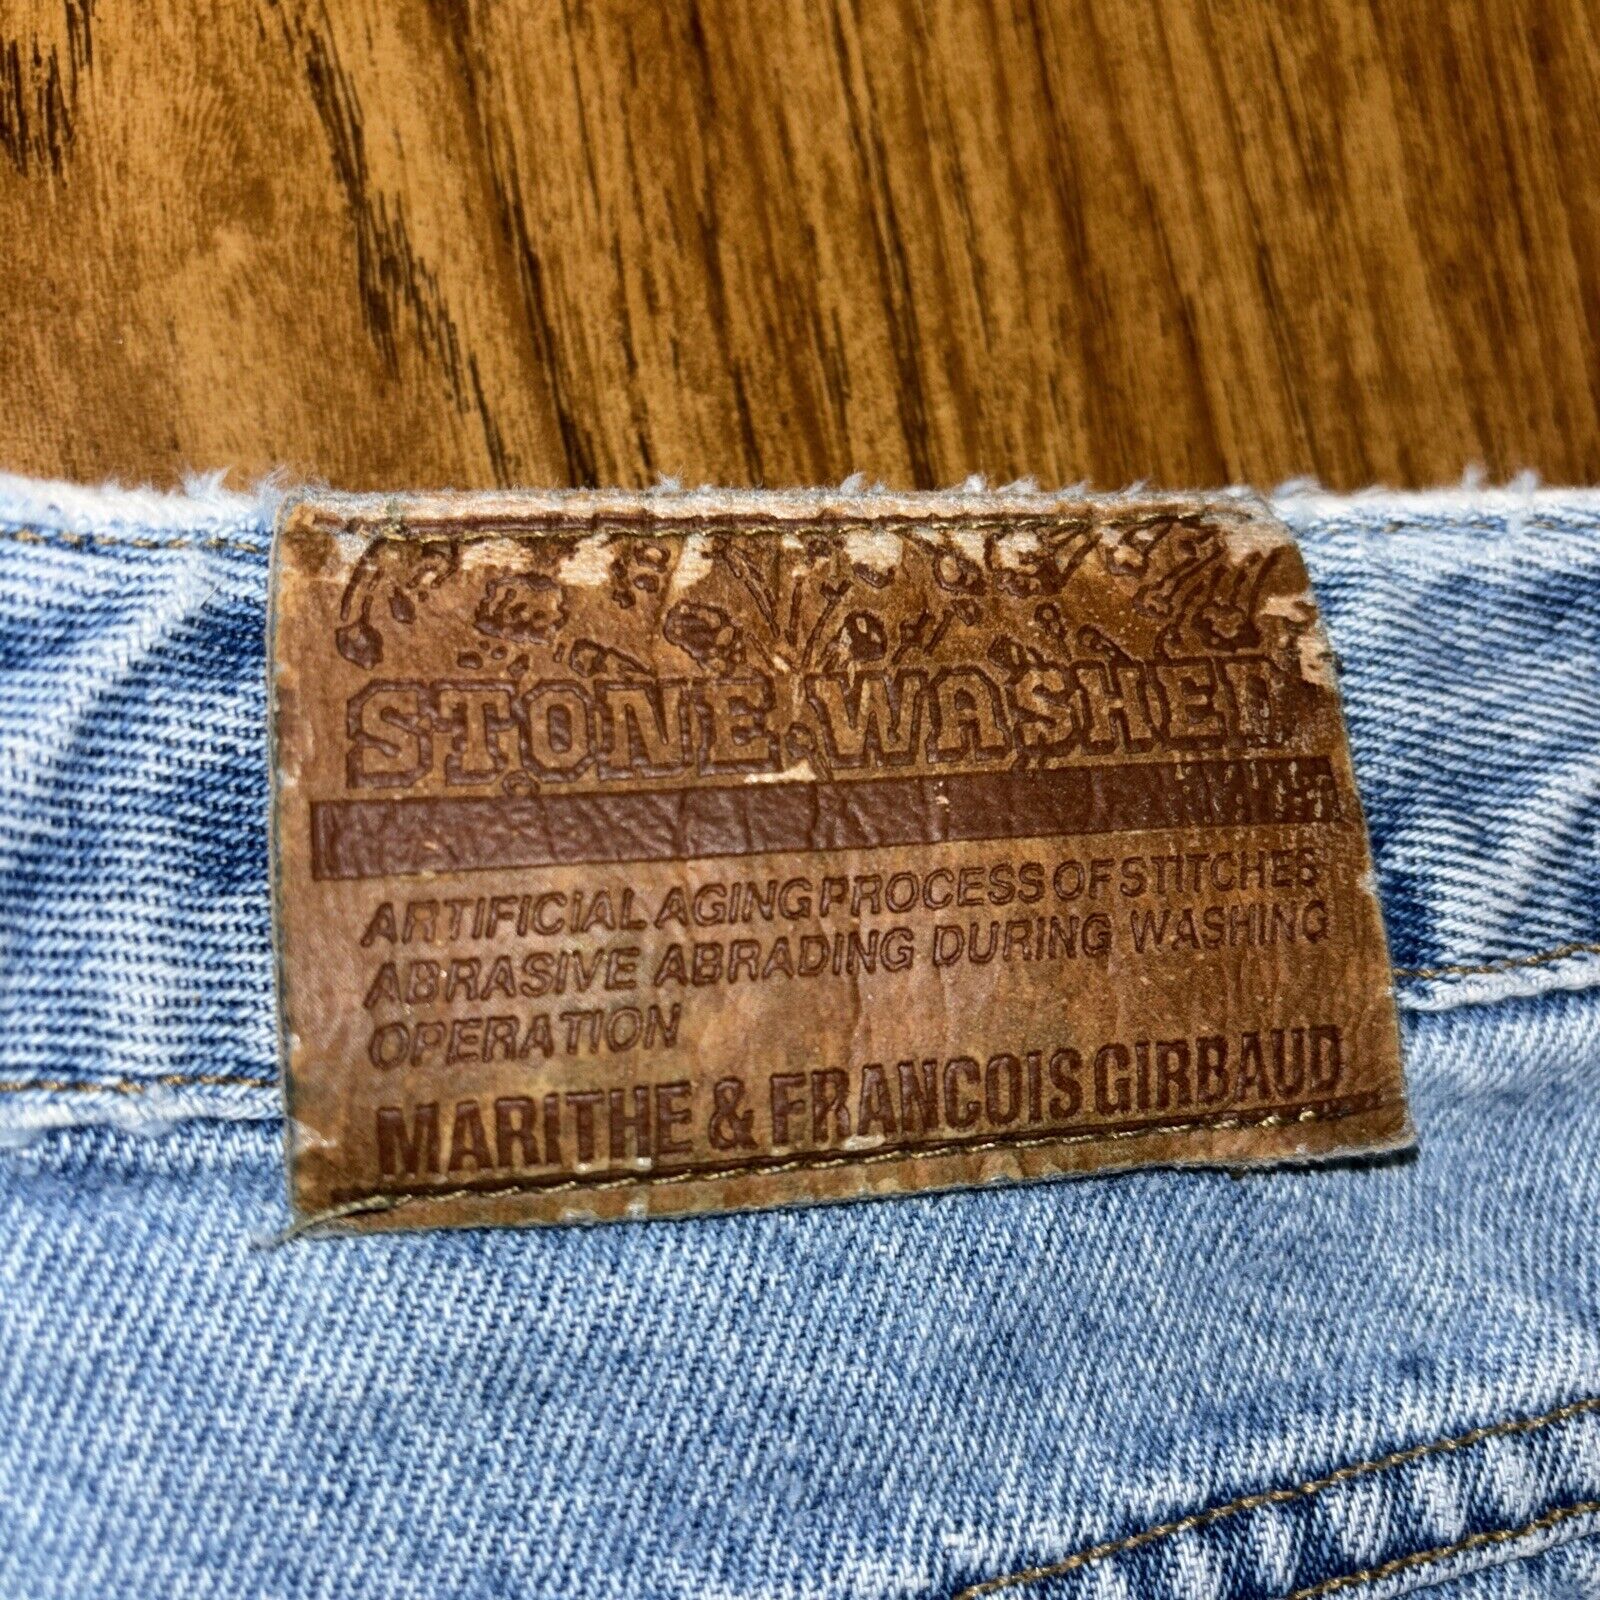 STONE WASHED
ARTIFICIAL AGING PROCESS OF STITCHES
ABRASIVE ABRADING DURING WASHING
OPERATION
MARITHE & FRANCOIS GIRBAUD